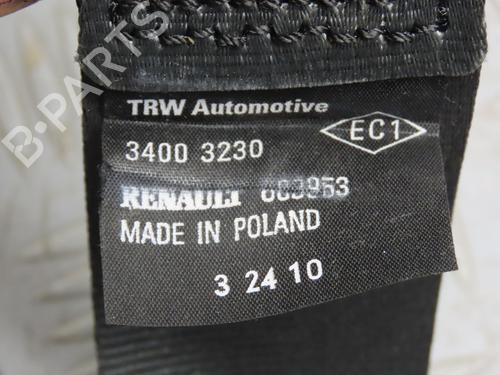 B-PARTS
TRW Automotive
EC1
3400 3230
RENAULT
MADE IN POLAND
3 24 10